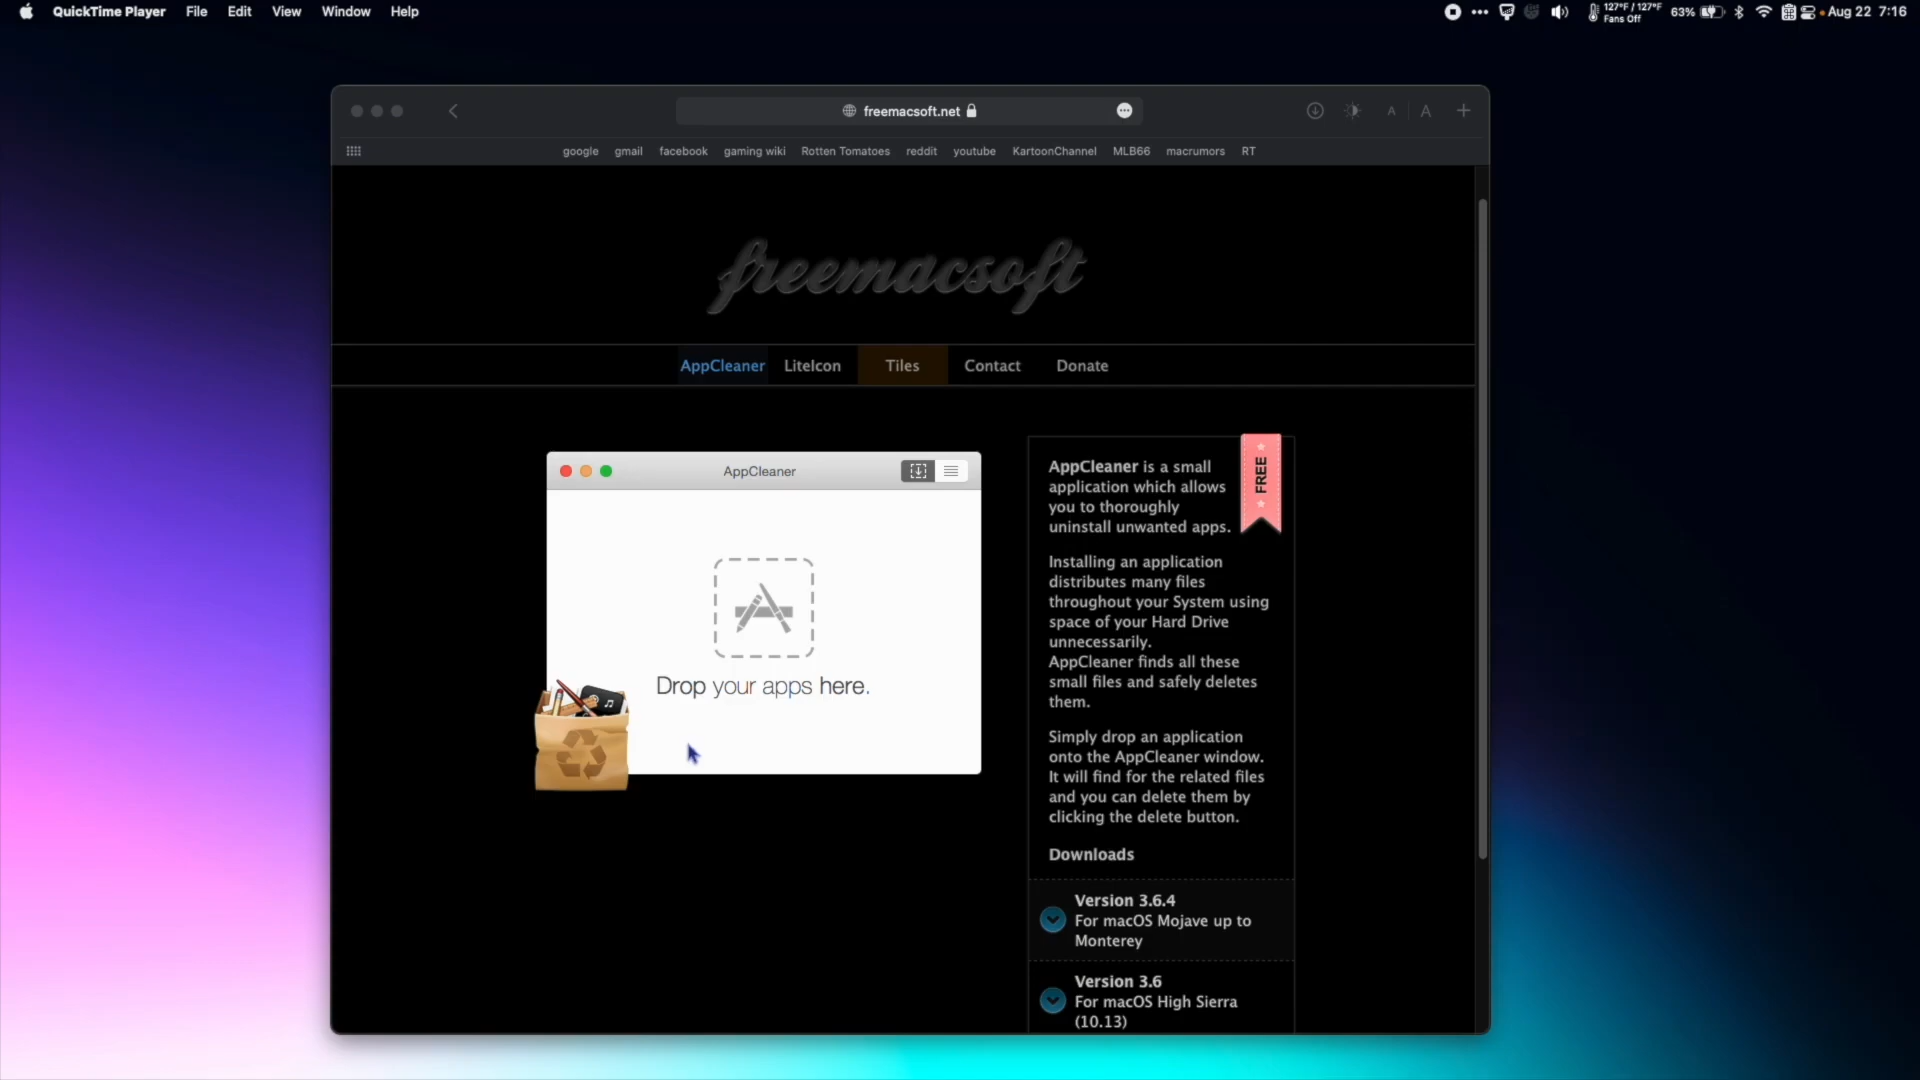 QuickTime Player File Edit View Window Help
127°F / 127°F
Fans Off
63%
Aug 22 7:16
freemacsoft.net
A A
google gmail facebook gaming wiki Rotten Tomatoes reddit youtube KartoonChannel MLB66 macrumors RT
freemacsoft
AppCleaner LiteIcon Tiles Contact Donate
AppCleaner
Drop your apps here.
FREE
AppCleaner is a small
application which allows
you to thoroughly
uninstall unwanted apps.
Installing an application
distributes many files
throughout your System using
space of your Hard Drive
unnecessarily.
AppCleaner finds all these
small files and safely deletes
them.
Simply drop an application
onto the AppCleaner window.
It will find for the related files
and you can delete them by
clicking the delete button.
Downloads
Version 3.6.4
For macOS Mojave up to
Monterey
Version 3.6
For macOS High Sierra
(10.13)